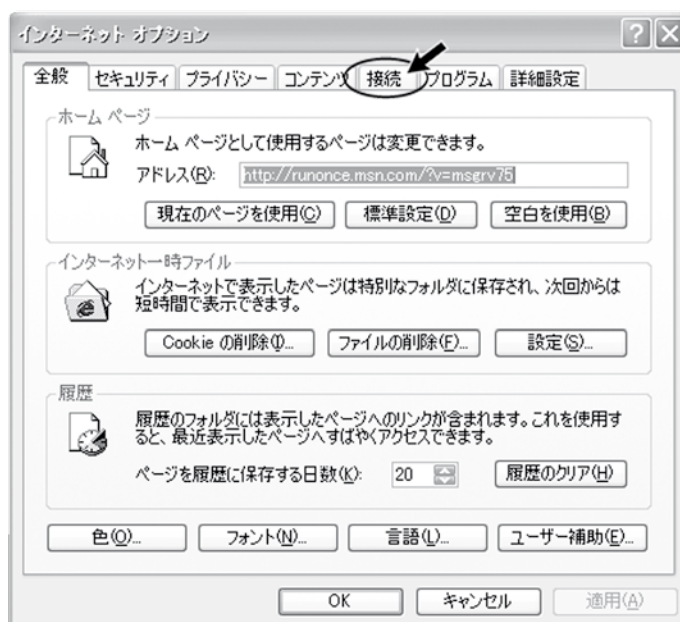 インターネット オプション
全般 セキュリティ プライバシー コンテンツ 接続 プログラム 詳細設定
ホーム ページ
ホーム ページとして使用するページは変更できます。
アドレス(R): http://runonce.msn.com/?v=msgrv75
現在のページを使用(C) 標準設定(D) 空白を使用(B)
インターネット一時ファイル
インターネットで表示したページは特別なフォルダに保存され、次回からは
短時間で表示できます。
Cookie の削除(I)... ファイルの削除(F)... 設定(S)...
履歴
履歴のフォルダには表示したページへのリンクが含まれます。これを使用す
ると、最近表示したページへすばやくアクセスできます。
ページを履歴に保存する日数(K): 20 履歴のクリア(H)
色(O)... フォント(N)... 言語(L)... ユーザー補助(E)...
OK キャンセル 適用(A)